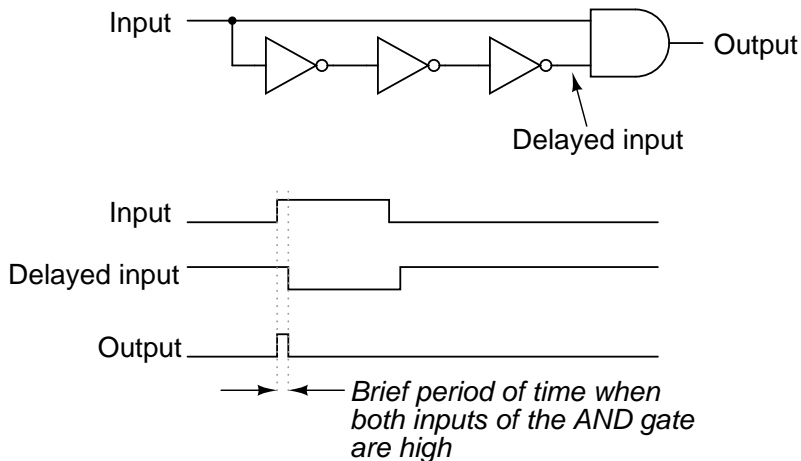 Input
Output
Delayed input
Input
Delayed input
Output
Brief period of time when
both inputs of the AND gate
are high